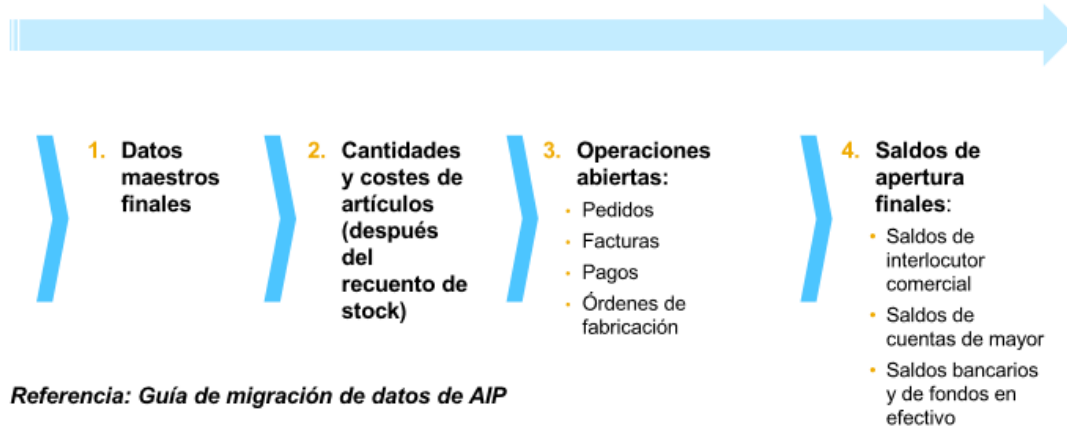 1. Datos
maestros
finales
2. Cantidades
y costes de
artículos
(después
del
recuento de
stock)
3. Operaciones
abiertas:
• Pedidos
• Facturas
• Pagos
• Órdenes de
fabricación
4. Saldos de
apertura
finales:
• Saldos de
interlocutor
comercial
• Saldos de
cuentas de mayor
• Saldos bancarios
y de fondos en
efectivo
Referencia: Guía de migración de datos de AIP